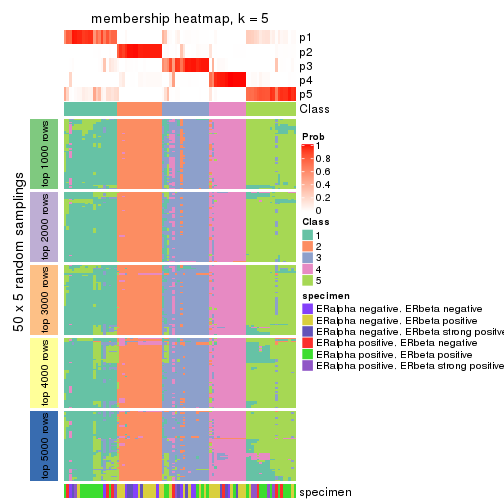 membership heatmap, k = 5
p1
p2
p3
p4
p5
Class
50 x 5 random samplings
top 1000 rows
top 2000 rows
top 3000 rows
top 4000 rows
top 5000 rows
Prob
1
0.8
0.6
0.4
0.2
0
Class
1
2
3
4
5
specimen
ERalpha negative. ERbeta negative
ERalpha negative. ERbeta positive
ERalpha negative. ERbeta strong positive
ERalpha positive. ERbeta negative
ERalpha positive. ERbeta positive
ERalpha positive. ERbeta strong positive
specimen